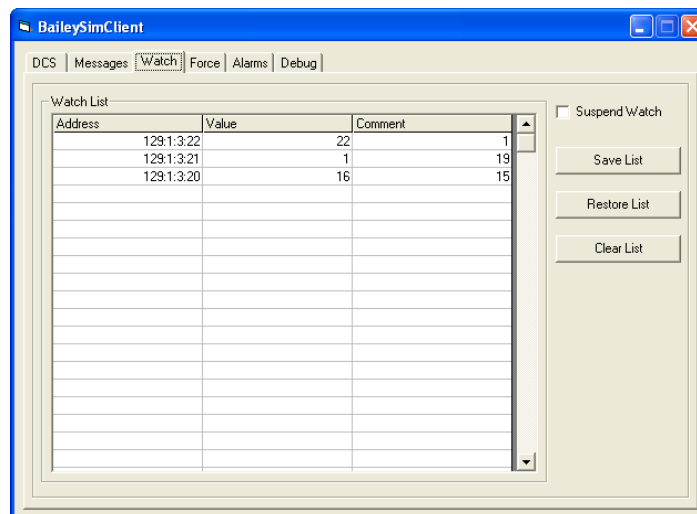 BaileySimClient
DCS Messages Watch Force Alarms Debug
Watch List
Suspend Watch
Address Value Comment
129:1:3:22 22 1
129:1:3:21 1 19
129:1:3:20 16 15
Save List
Restore List
Clear List